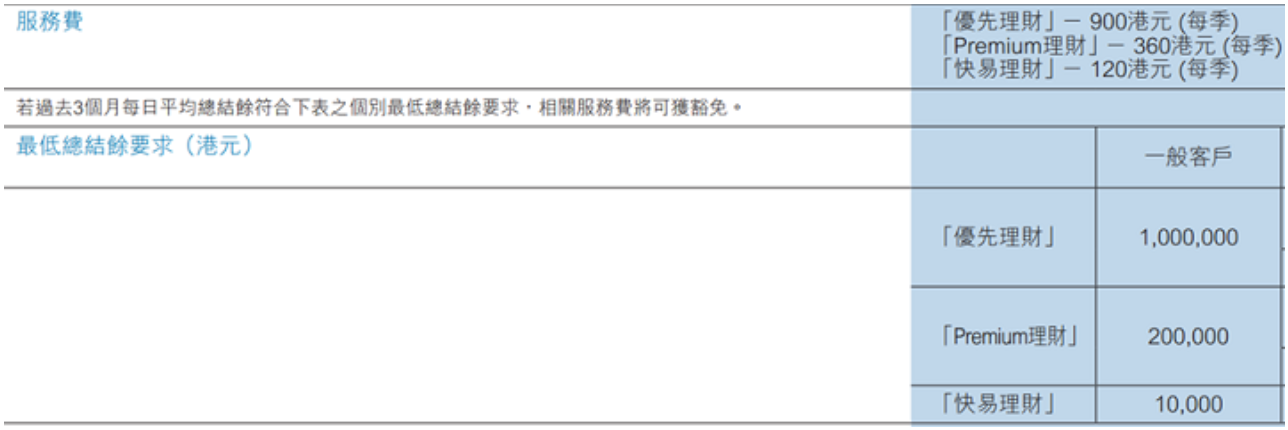 服務費
「優先理財」－ 900港元 (每季)
「Premium理財」－ 360港元 (每季)
「快易理財」－ 120港元 (每季)
若過去3個月每日平均總結餘符合下表之個別最低總結餘要求，相關服務費將可獲豁免。
最低總結餘要求（港元）
一般客戶
「優先理財」 1,000,000
「Premium理財」 200,000
「快易理財」 10,000